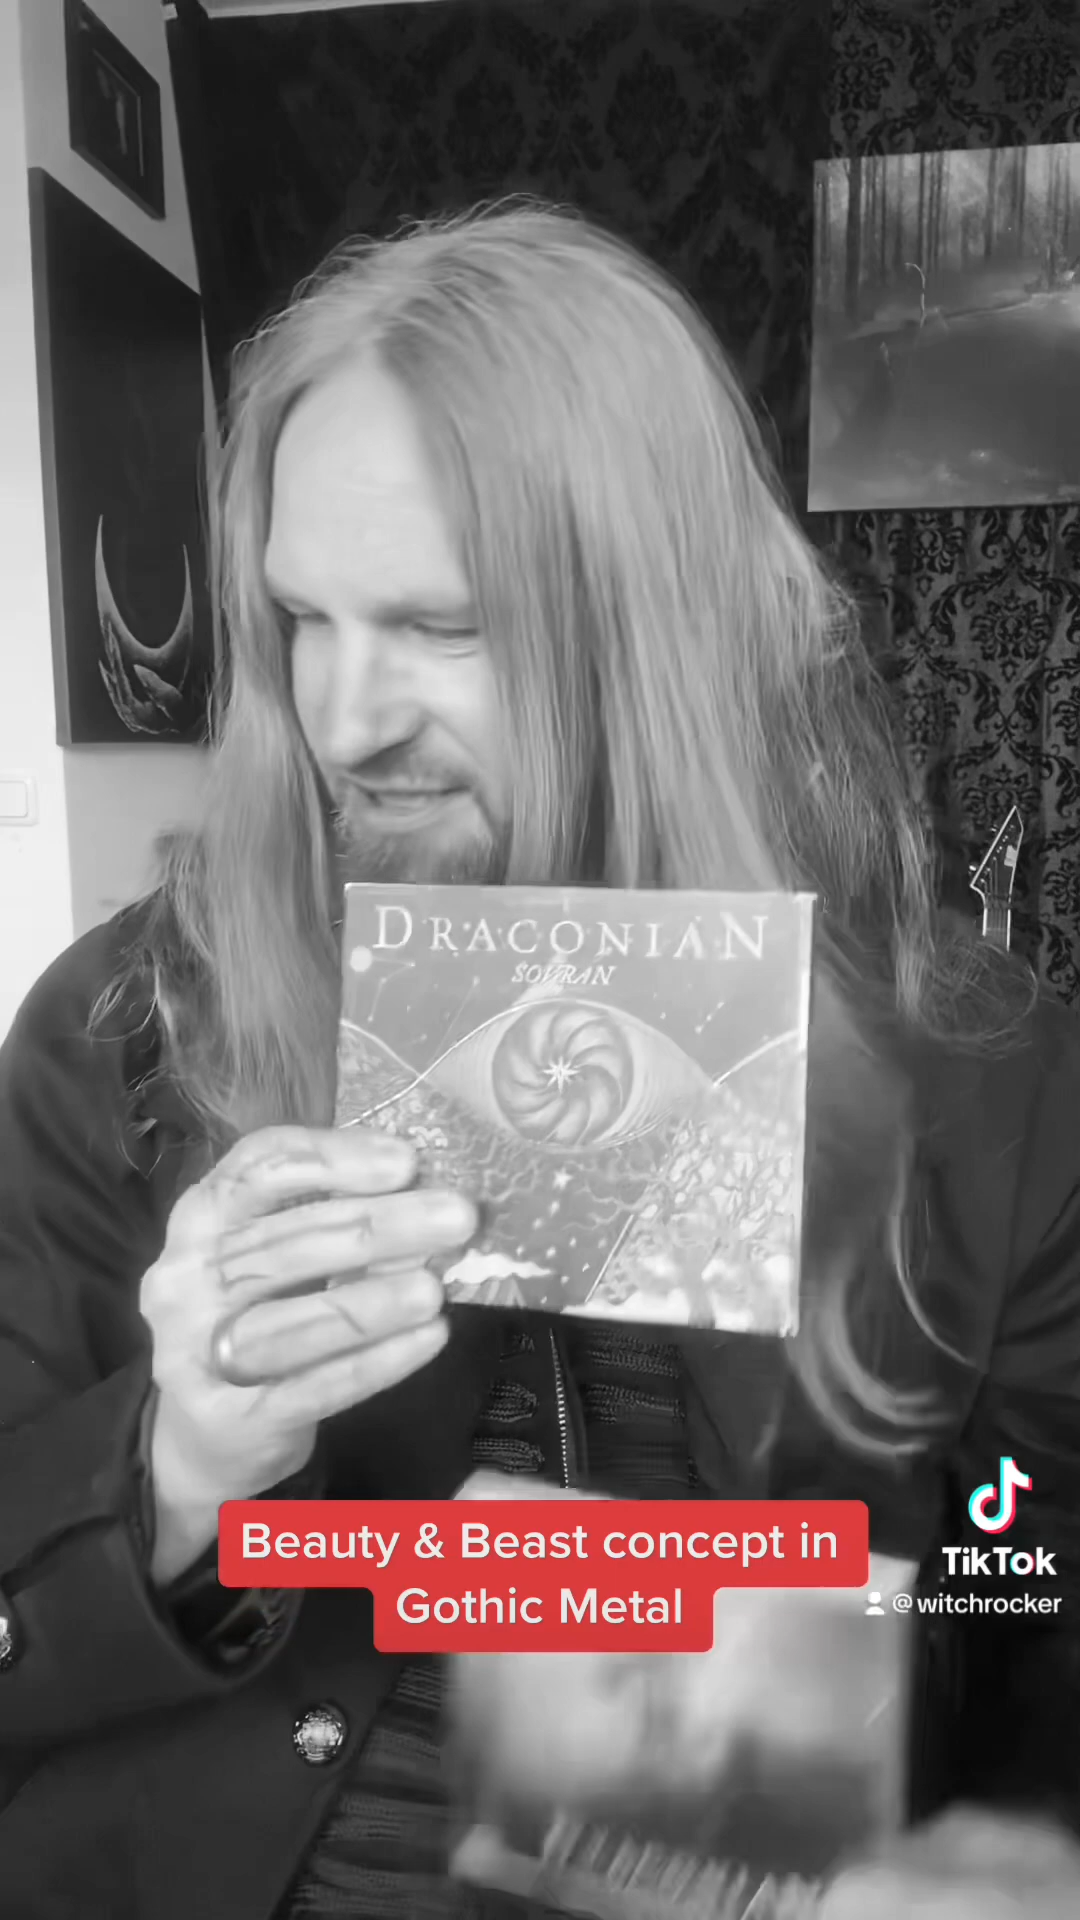 DRACONIAN
SOVRAN
Beauty & Beast concept in
Gothic Metal
TikTok
@witchrocker